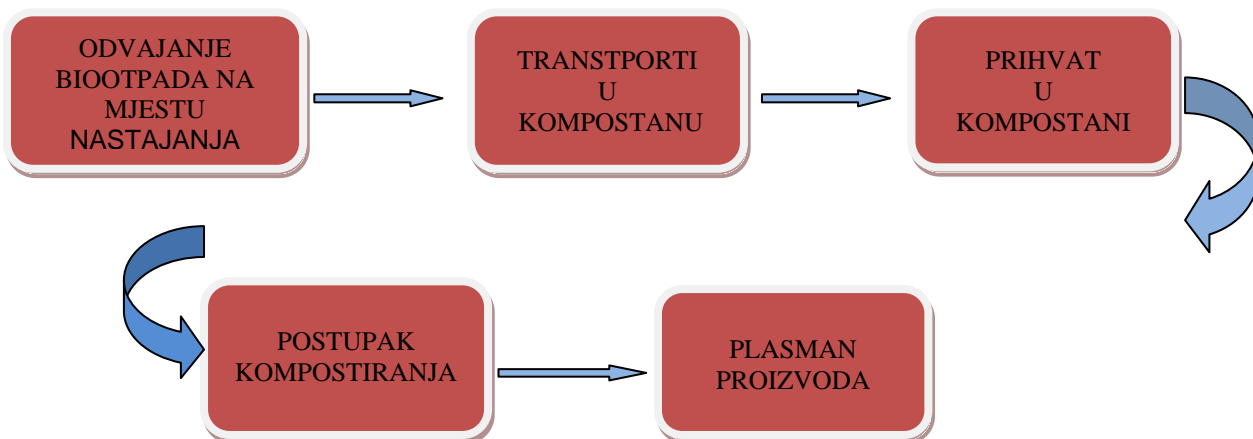 ODVAJANJE
BIOOTPADA NA
MJESTU
NASTAJANJA
TRANSTPORTI
U
KOMPOSTANU
PRIHVAT
U
KOMPOSTANI
POSTUPAK
KOMPOSTIRANJA
PLASMAN
PROIZVODA